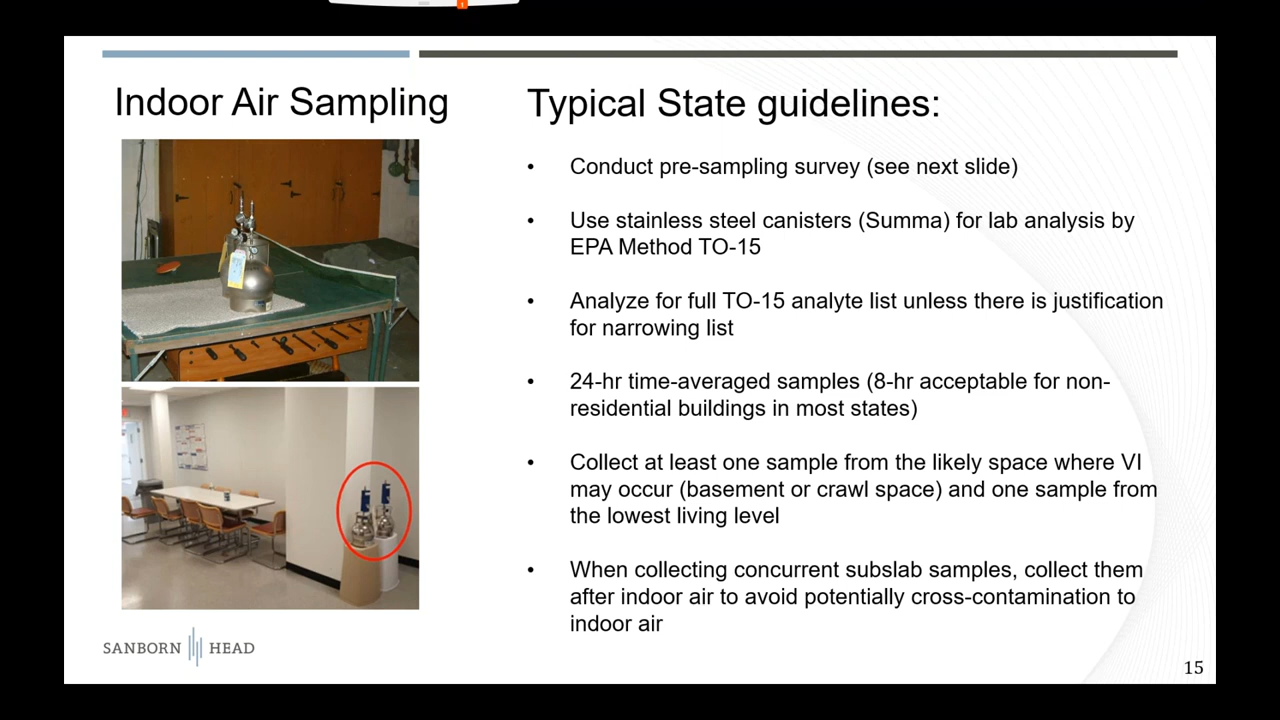 Indoor Air Sampling
Typical State guidelines:
• Conduct pre-sampling survey (see next slide)
• Use stainless steel canisters (Summa) for lab analysis by
EPA Method TO-15
• Analyze for full TO-15 analyte list unless there is justification
for narrowing list
• 24-hr time-averaged samples (8-hr acceptable for non-
residential buildings in most states)
• Collect at least one sample from the likely space where VI
may occur (basement or crawl space) and one sample from
the lowest living level
• When collecting concurrent subslab samples, collect them
after indoor air to avoid potentially cross-contamination to
indoor air
SANBORN HEAD
15